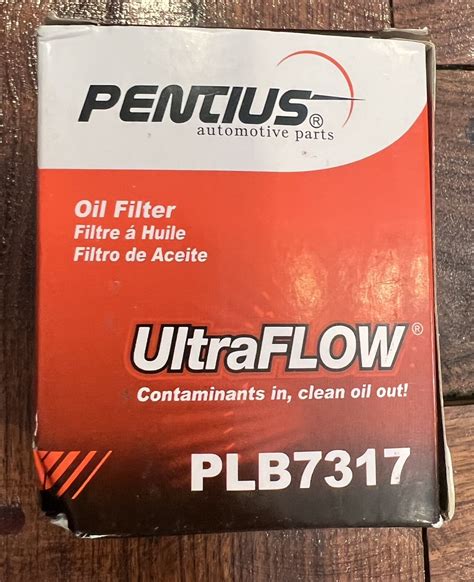 PENTIUS®
automotive parts
Oil Filter
Filtre á Huile
Filtro de Aceite
UltraFLOW®
Contaminants in, clean oil out!
PLB7317